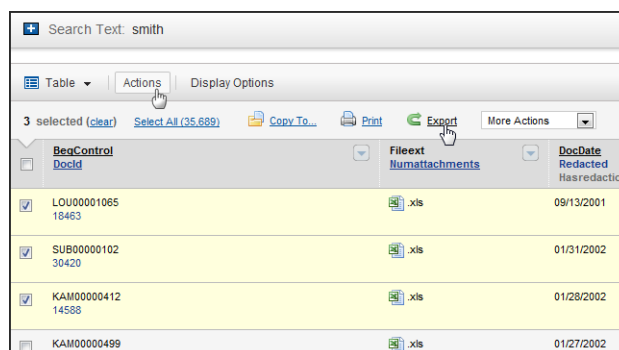 Search Text: smith
Table Actions Display Options
3 selected (clear) Select All (35,689) Copy To... Print Export More Actions
BegControl Fileext DocDate
DocId Numattachments Redacted
Hasredactio
LOU00001065 .xls 09/13/2001
18463
SUB00000102 .xls 01/31/2002
30420
KAM00000412 .xls 01/28/2002
14588
KAM00000499 .xls 01/27/2002